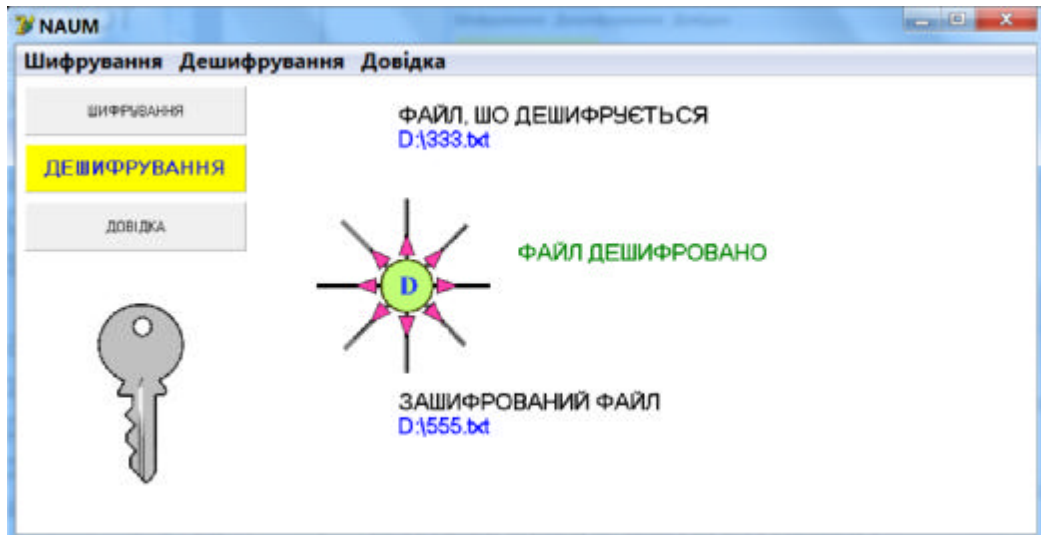 NAUM
Шифрування Дешифрування Довідка
ШИФРУВАННЯ
ДЕШИФРУВАННЯ
ДОВІДКА
ФАЙЛ, ШО ДЕШИФРУЄТЬСЯ
D:\333.txt
D
ФАЙЛ ДЕШИФРОВАНО
ЗАШИФРОВАНИЙ ФАЙЛ
D:\555.txt